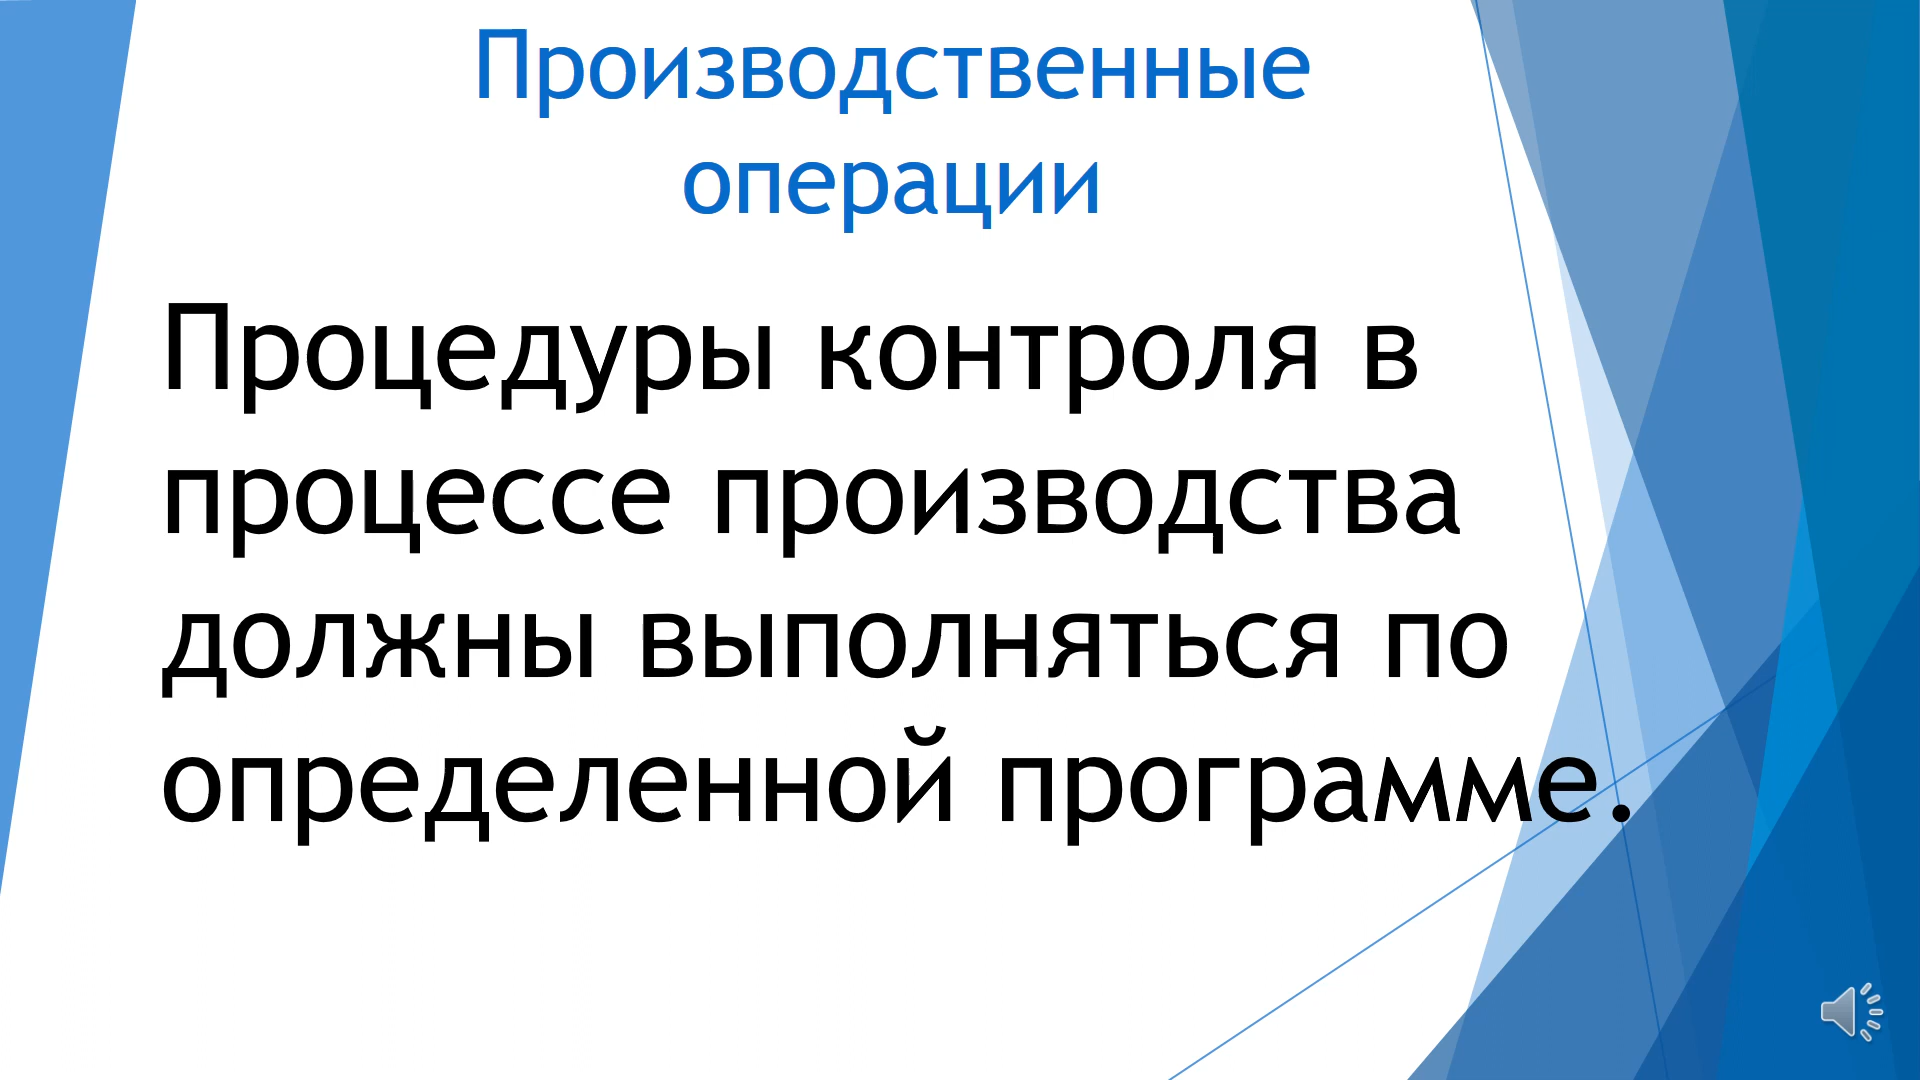 Производственные
операции
Процедуры контроля в
процессе производства
должны выполняться по
определенной программе.